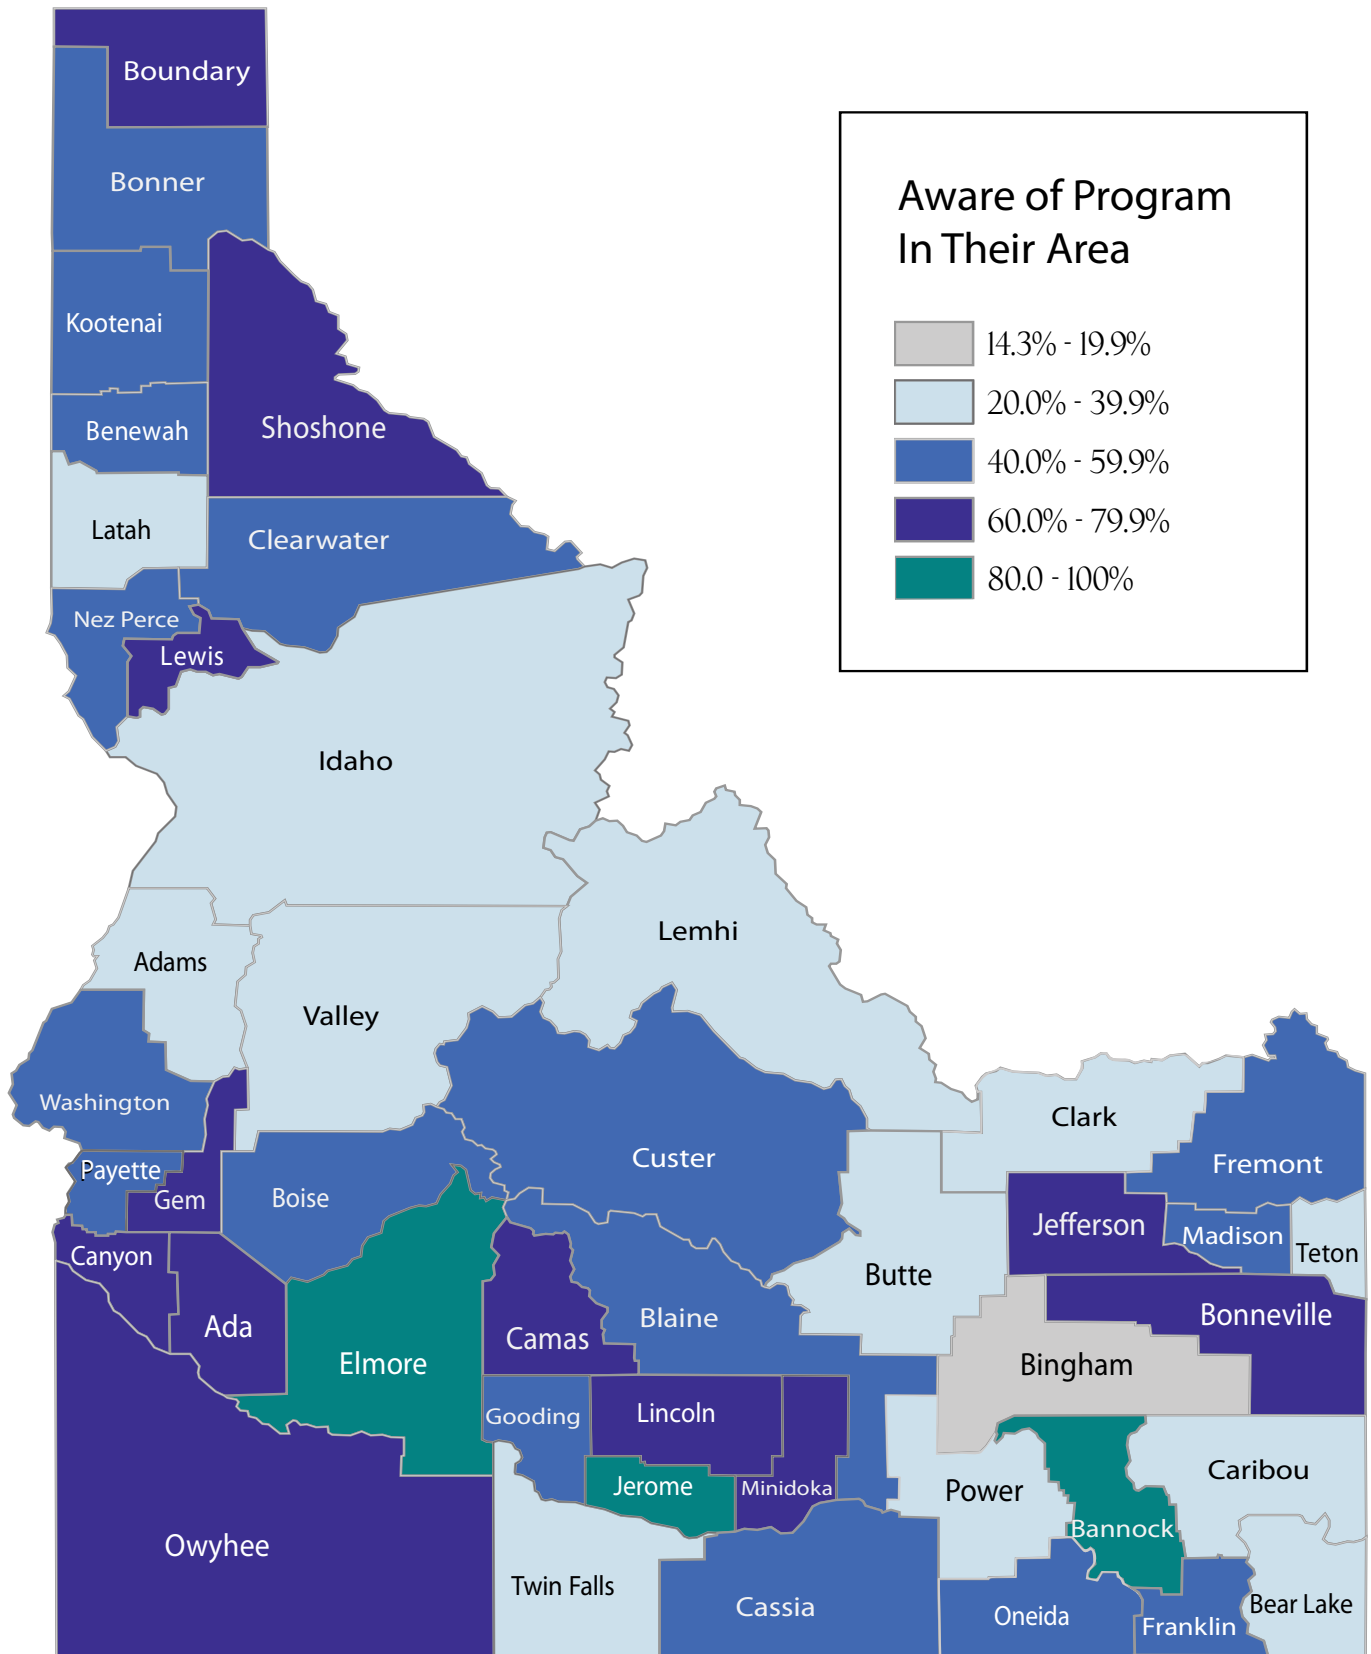 Boundary
Bonner
Kootenai
Benewah
Shoshone
Latah
Clearwater
Nez Perce
Lewis
Idaho
Lemhi
Adams
Valley
Washington
Clark
Custer
Fremont
Payette
Gem
Boise
Jefferson
Madison
Teton
Canyon
Butte
Ada
Blaine
Bonneville
Camas
Elmore
Bingham
Gooding
Lincoln
Caribou
Jerome
Minidoka
Power
Bannock
Owyhee
Twin Falls
Cassia
Oneida
Franklin
Bear Lake
Aware of Program
In Their Area
14.3% - 19.9%
20.0% - 39.9%
40.0% - 59.9%
60.0% - 79.9%
80.0 - 100%